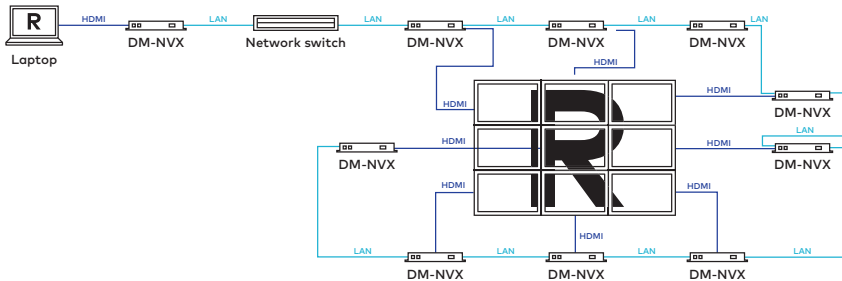 R
HDMI
LAN
LAN
LAN
LAN
LAN
DM-NVX
Network switch
DM-NVX
DM-NVX
DM-NVX
Laptop
HDMI
HDMI
HDMI
HDMI
R
DM-NVX
LAN
HDMI
HDMI
DM-NVX
DM-NVX
HDMI
HDMI
HDMI
LAN
LAN
LAN
LAN
DM-NVX
DM-NVX
DM-NVX